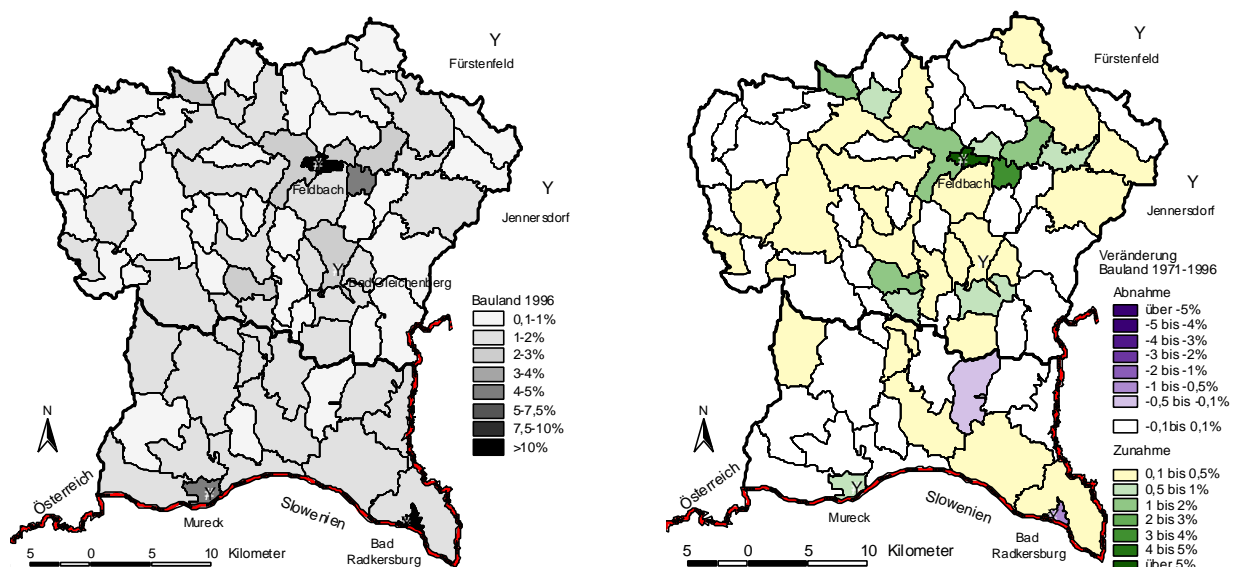 Y
Fürstenfeld
Feldbach
Y
Jennersdorf
Y
Bad Gleichenberg
Bauland 1996
0,1-1%
1-2%
2-3%
3-4%
4-5%
5-7,5%
7,5-10%
>10%
N
Österreich
Y
Mureck
Slowenien
Bad
Radkersburg
5 0 5 10 Kilometer
Y
Fürstenfeld
Feldbach
Y
Jennersdorf
Y
Veränderung
Bauland 1971-1996
Abnahme
über -5%
-5 bis -4%
-4 bis -3%
-3 bis -2%
-2 bis -1%
-1 bis -0,5%
-0,5 bis -0,1%
-0,1bis 0,1%
Zunahme
0,1 bis 0,5%
0,5 bis 1%
1 bis 2%
2 bis 3%
3 bis 4%
4 bis 5%
über 5%
N
Österreich
Y
Mureck
Slowenien
Bad
Radkersburg
5 0 5 10 Kilometer